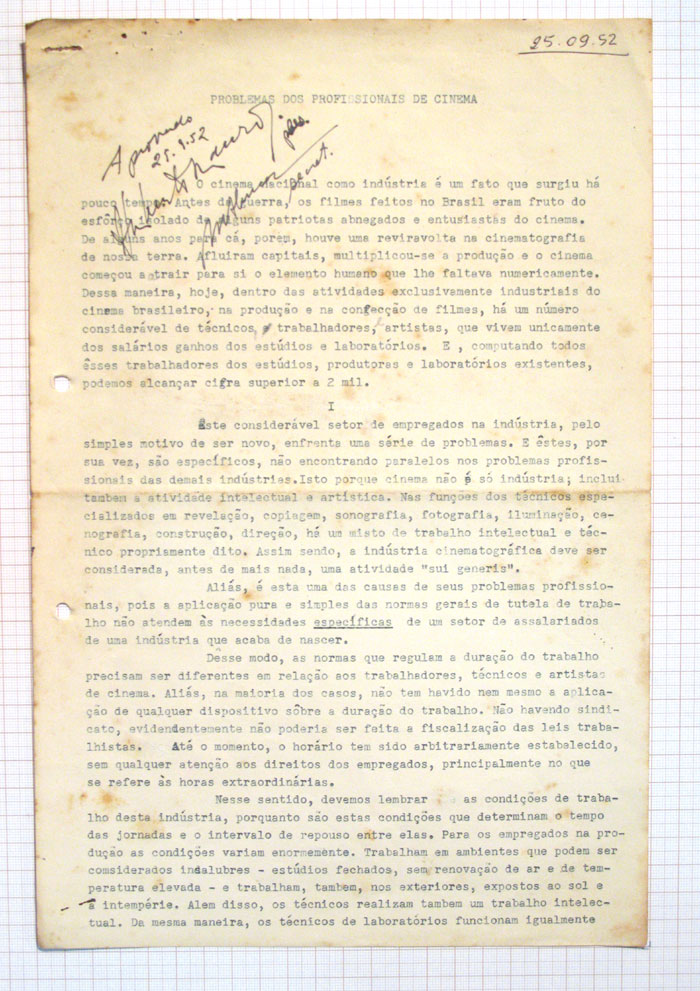 25.09.52
PROBLEMAS DOS PROFISSIONAIS DE CINEMA
Aprovado
25.9.52
O cinema nacional como indústria é um fato que surgiu há
pouco tempo. Antes da guerra, os filmes feitos no Brasil eram fruto do
esforço isolado de alguns patriotas abnegados e entusiastas do cinema.
De alguns anos para cá, porem, houve uma reviravolta na cinematografia
de nossa terra. Afluiram capitais, multiplicou-se a produção e o cinema
começou a atrair para si o elemento humano que lhe faltava numericamente.
Dessa maneira, hoje, dentro das atividades exclusivamente industriais do
cinema brasileiro, na produção e na confecção de filmes, há um número
considerável de técnicos, trabalhadores, artistas, que vivem unicamente
dos salários ganhos dos estúdios e laboratórios. E , computando todos
êsses trabalhadores dos estúdios, produtoras e laboratórios existentes,
podemos alcançar cifra superior a 2 mil.
I
Este considerável setor de empregados na indústria, pelo
simples motivo de ser novo, enfrenta uma série de problemas. E êstes, por
sua vez, são específicos, não encontrando paralelos nos problemas profis-
sionais das demais indústrias.Isto porque cinema não é só indústria; inclui
tambem a atividade intelectual e artística. Nas funções dos técnicos espe-
cializados em revelação, copiagem, sonografia, fotografia, iluminação, ce-
nografia, construção, direção, há um misto de trabalho intelectual e téc-
nico propriamente dito. Assim sendo, a indústria cinematográfica deve ser
considerada, antes de mais nada, uma atividade "sui generis".
Aliás, é esta uma das causas de seus problemas profissio-
nais, pois a aplicação pura e simples das normas gerais de tutela de traba-
lho não atendem às necessidades específicas de um setor de assalariados
de uma indústria que acaba de nascer.
Desse modo, as normas que regulam a duração do trabalho
precisam ser diferentes em relação aos trabalhadores, técnicos e artistas
de cinema. Aliás, na maioria dos casos, não tem havido nem mesmo a aplica-
ção de qualquer dispositivo sôbre a duração do trabalho. Não havendo sindi-
cato, evidendentemente não poderia ser feita a fiscalização das leis traba-
lhistas. Até o momento, o horário tem sido arbitrariamente estabalecido,
sem qualquer atenção aos direitos dos empregados, principalmente no que
se refere às horas extraordinárias.
Nesse sentido, devemos lembrar as condições de traba-
lho desta indústria, porquanto são estas condições que determinam o tempo
das jornadas e o intervalo de repouso entre elas. Para os empregados na pro-
dução as condições variam enormemente. Trabalham em ambientes que podem ser
comsiderados indalubres - estúdios fechados, sem renovação de ar e de tem-
peratura elevada - e trabalham, tambem, nos exteriores, expostos ao sol e
à intempérie. Alem disso, os técnicos realizam tambem um trabalho intelec-
tual. Da mesma maneira, os técnicos de laboratórios funcionam igualmente